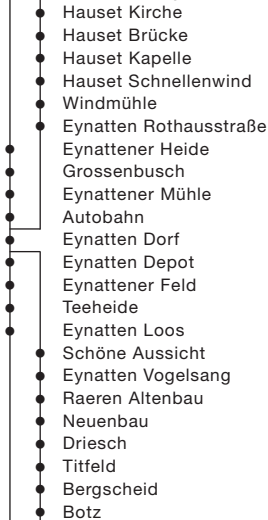 Hauset Kirche
Hauset Brücke
Hauset Kapelle
Hauset Schnellenwind
Windmühle
Eynatten Rothausstraße
Eynattener Heide
Grossenbusch
Eynattener Mühle
Autobahn
Eynatten Dorf
Eynatten Depot
Eynattener Feld
Teeheide
Eynatten Loos
Schöne Aussicht
Eynatten Vogelsang
Raeren Altenbau
Neuenbau
Driesch
Titfeld
Bergscheid
Botz